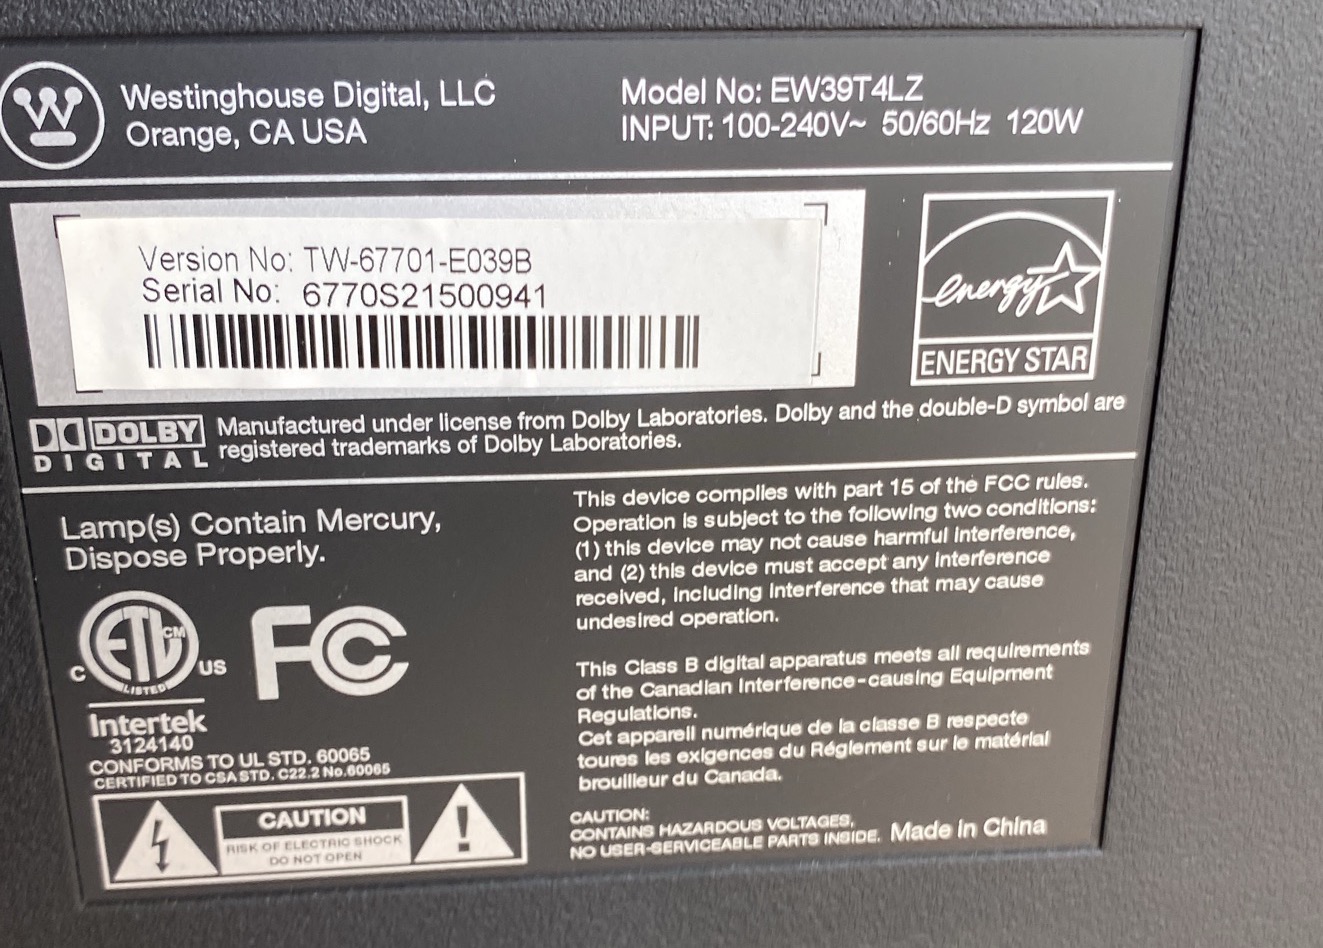 Westinghouse Digital, LLC
Orange, CA USA
Model No: EW39T4LZ
INPUT: 100-240V~ 50/60Hz 120W
Version No: TW-67701-E039B
Serial No: 6770S21500941
energy
ENERGY STAR
DOLBY
DIGITAL
Manufactured under license from Dolby Laboratories. Dolby and the double-D symbol are
registered trademarks of Dolby Laboratories.
Lamp(s) Contain Mercury,
Dispose Properly.
C ETL CM US
LISTED
FC
Intertek
3124140
CONFORMS TO UL STD. 60065
CERTIFIED TO CSA STD. C22.2 No.60065
CAUTION
RISK OF ELECTRIC SHOCK
DO NOT OPEN
This device complies with part 15 of the FCC rules.
Operation is subject to the following two conditions:
(1) this device may not cause harmful interference,
and (2) this device must accept any interference
received, including interference that may cause
undesired operation.
This Class B digital apparatus meets all requirements
of the Canadian Interference-causing Equipment
Regulations.
Cet appareil numérique de la classe B respecte
toures les exigences du Réglement sur le matérial
brouilleur du Canada.
CAUTION:
CONTAINS HAZARDOUS VOLTAGES,
NO USER-SERVICEABLE PARTS INSIDE. Made in China